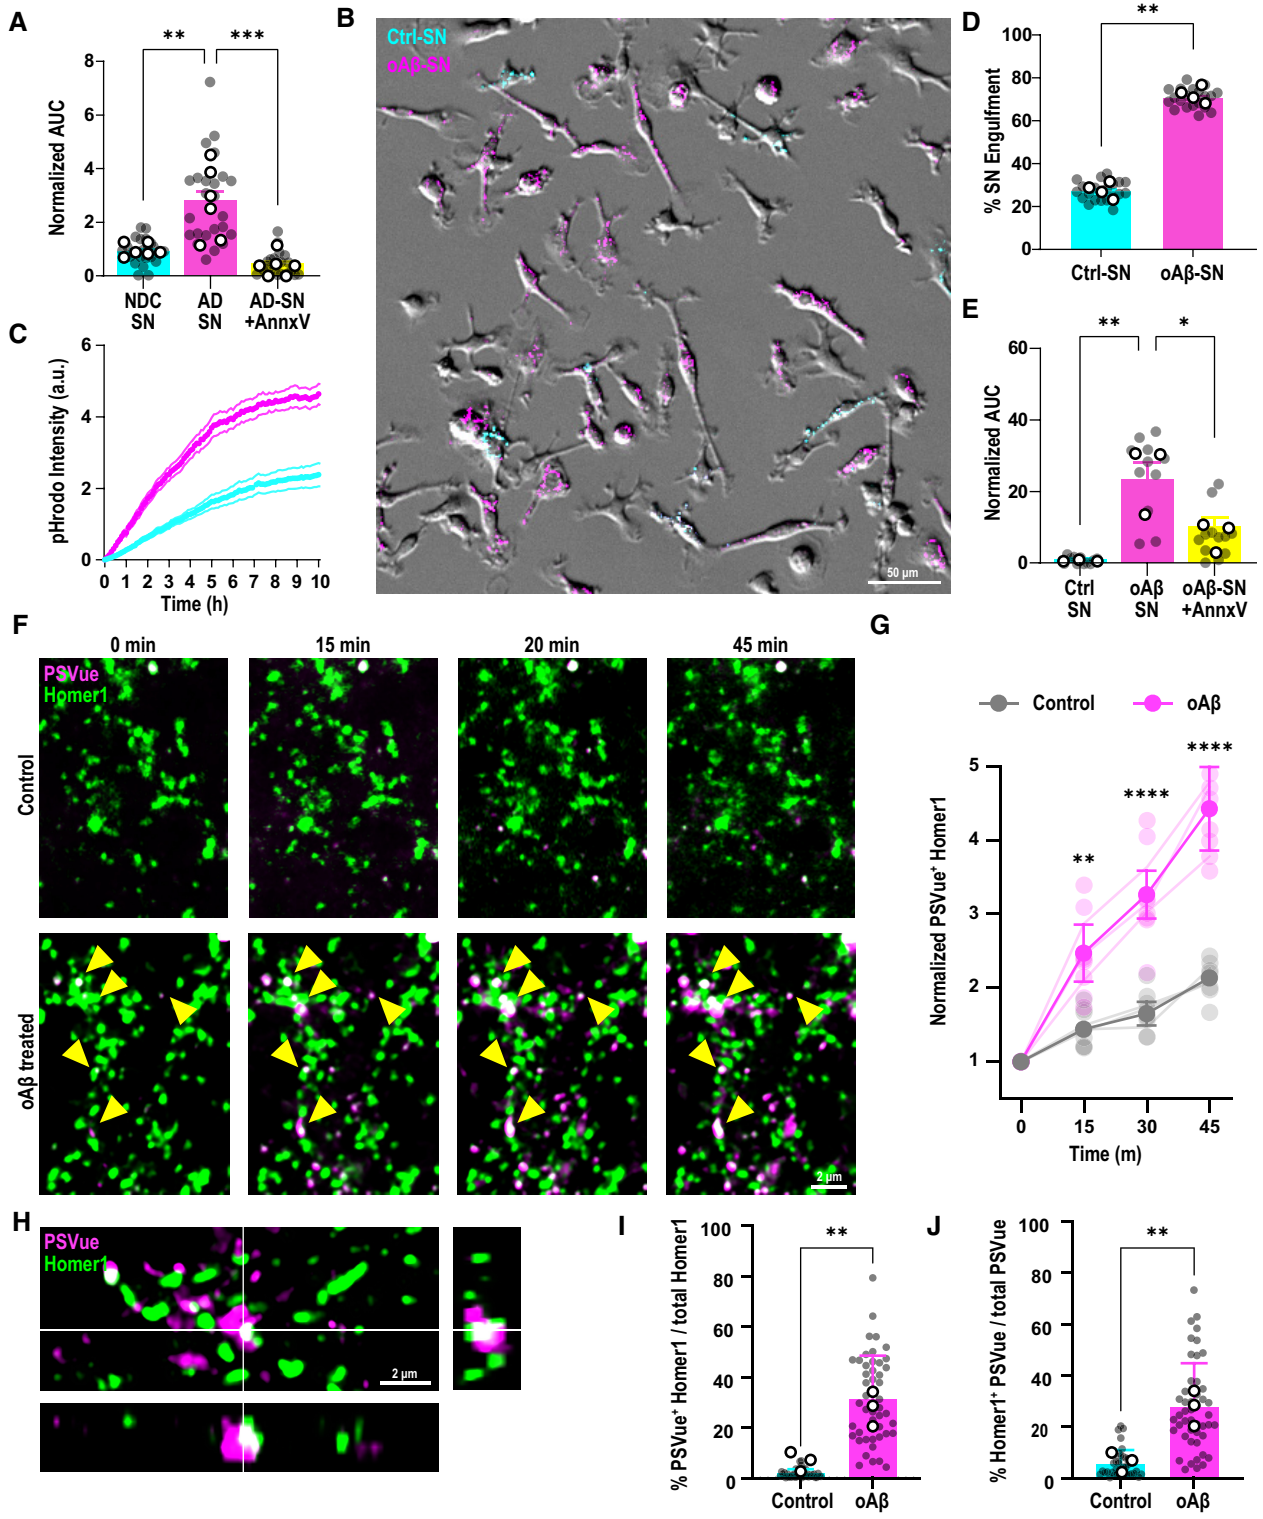 A
**
***
Normalized AUC
8
6
4
2
0
NDC
SN
AD
SN
AD-SN
+AnnxV
B
Ctrl-SN
oAβ-SN
50 µm
C
pHrodo Intensity (a.u.)
6
4
2
0
0 1 2 3 4 5 6 7 8 9 10
Time (h)
D
**
% SN Engulfment
100
80
60
40
20
0
Ctrl-SN
oAβ-SN
E
**
*
Normalized AUC
60
40
20
0
Ctrl
SN
oAβ
SN
oAβ-SN
+AnnxV
F
0 min
15 min
20 min
45 min
PSVue
Homer1
Control
oAβ treated
2 µm
G
Control
oAβ
Normalized PSVue⁺ Homer1
5
4
3
2
1
**
****
****
0 15 30 45
Time (m)
H
PSVue
Homer1
2 µm
I
**
% PSVue⁺ Homer1 / total Homer1
100
80
60
40
20
0
Control
oAβ
J
**
% Homer1⁺ PSVue / total PSVue
100
80
60
40
20
0
Control
oAβ